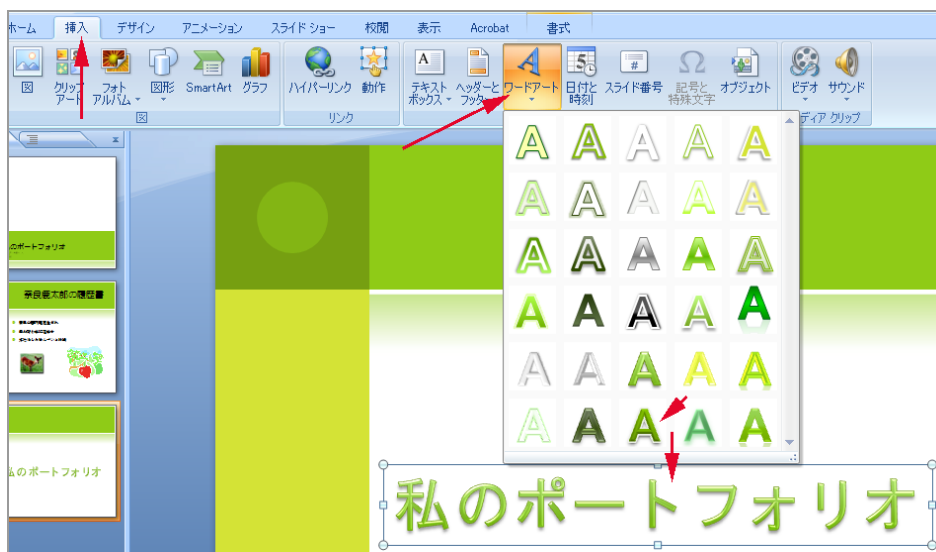 ホーム 挿入 デザイン アニメーション スライド ショー 校閲 表示 Acrobat 書式
図 クリップ アート フォト アルバム 図形 SmartArt グラフ ハイパーリンク 動作 テキスト ボックス ヘッダーと フッター ワードアート 日付と 時刻 スライド番号 記号と 特殊文字 オブジェクト ビデオ サウンド
図 リンク ディア クリップ
のポートフォリオ
奈良県太郎の履歴書
私のポートフォリオ
私のポートフォリオ